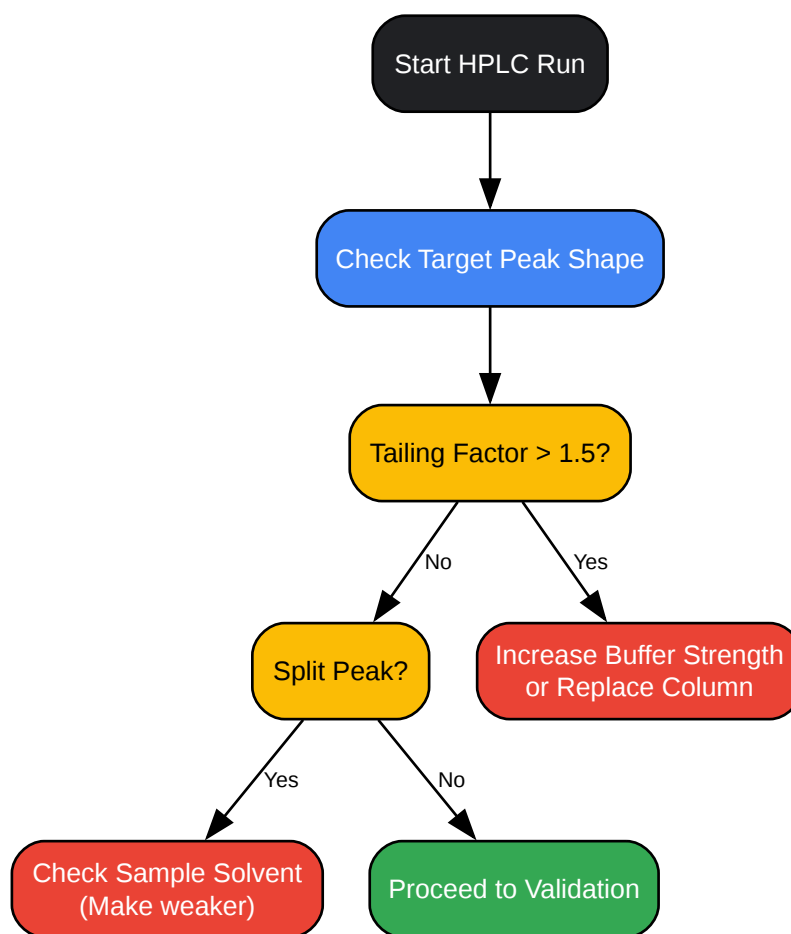 Start HPLC Run
Check Target Peak Shape
Tailing Factor > 1.5?
No
Yes
Split Peak?
Increase Buffer Strength
or Replace Column
Yes
No
Check Sample Solvent
(Make weaker)
Proceed to Validation